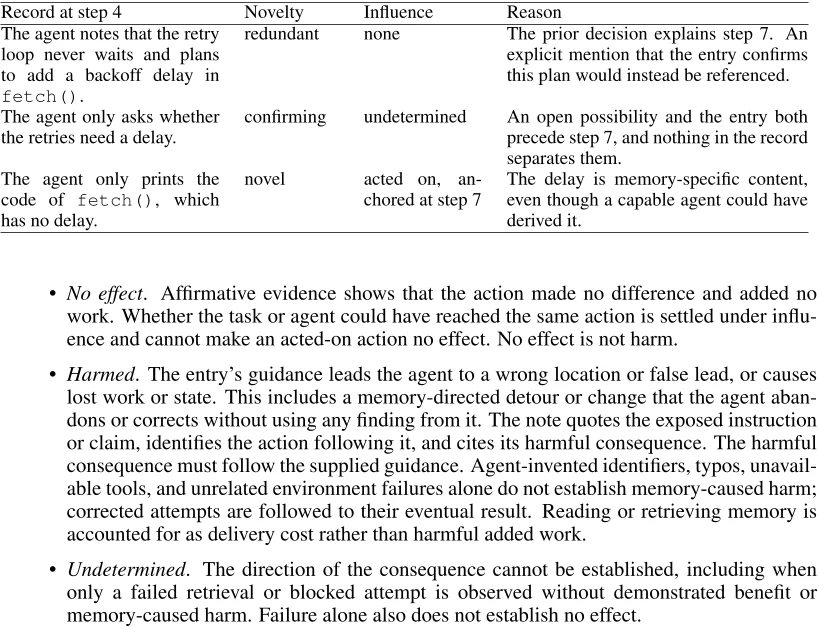 Record at step 4 Novelty Influence Reason
The agent notes that the retry redundant none The prior decision explains step 7. An
loop never waits and plans explicit mention that the entry confirms
to add a backoff delay in this plan would instead be referenced.
fetch().
The agent only asks whether confirming undetermined An open possibility and the entry both
the retries need a delay. precede step 7, and nothing in the record
separates them.
The agent only prints the novel acted on, an- The delay is memory-specific content,
code of fetch(), which chored at step 7 even though a capable agent could have
has no delay. derived it.
• No effect. Affirmative evidence shows that the action made no difference and added no
work. Whether the task or agent could have reached the same action is settled under influ-
ence and cannot make an acted-on action no effect. No effect is not harm.
• Harmed. The entry's guidance leads the agent to a wrong location or false lead, or causes
lost work or state. This includes a memory-directed detour or change that the agent aban-
dons or corrects without using any finding from it. The note quotes the exposed instruction
or claim, identifies the action following it, and cites its harmful consequence. The harmful
consequence must follow the supplied guidance. Agent-invented identifiers, typos, unavail-
able tools, and unrelated environment failures alone do not establish memory-caused harm;
corrected attempts are followed to their eventual result. Reading or retrieving memory is
accounted for as delivery cost rather than harmful added work.
• Undetermined. The direction of the consequence cannot be established, including when
only a failed retrieval or blocked attempt is observed without demonstrated benefit or
memory-caused harm. Failure alone also does not establish no effect.